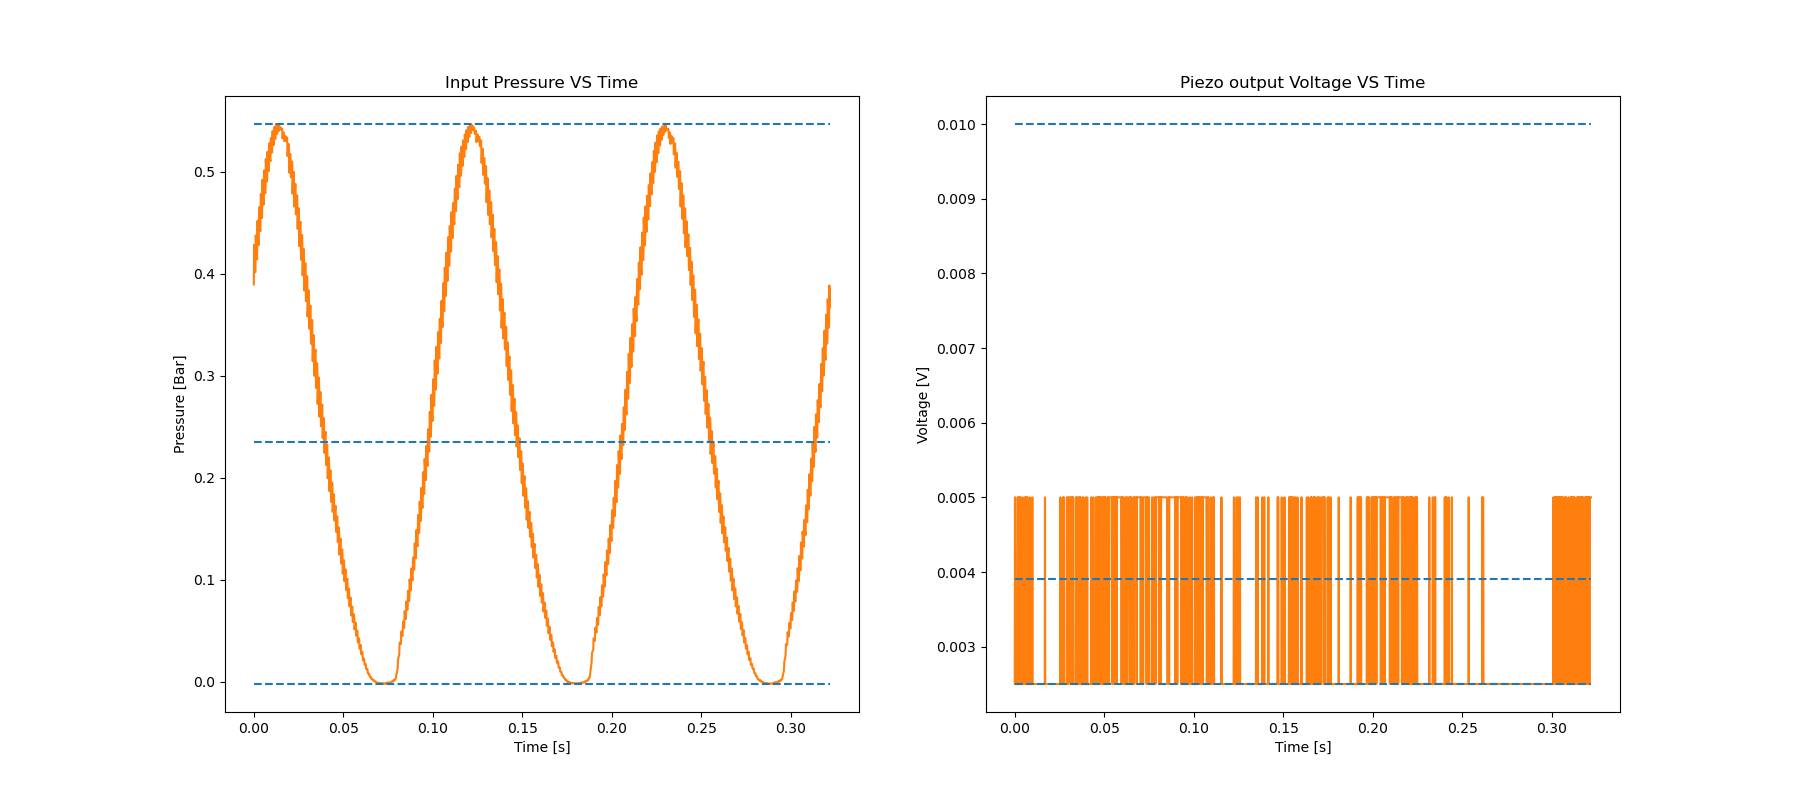 Input Pressure VS Time
Pressure [Bar]
0.5
0.4
0.3
0.2
0.1
0.0
0.00 0.05 0.10 0.15 0.20 0.25 0.30
Time [s]
Piezo output Voltage VS Time
Voltage [V]
0.010
0.009
0.008
0.007
0.006
0.005
0.004
0.003
0.00 0.05 0.10 0.15 0.20 0.25 0.30
Time [s]